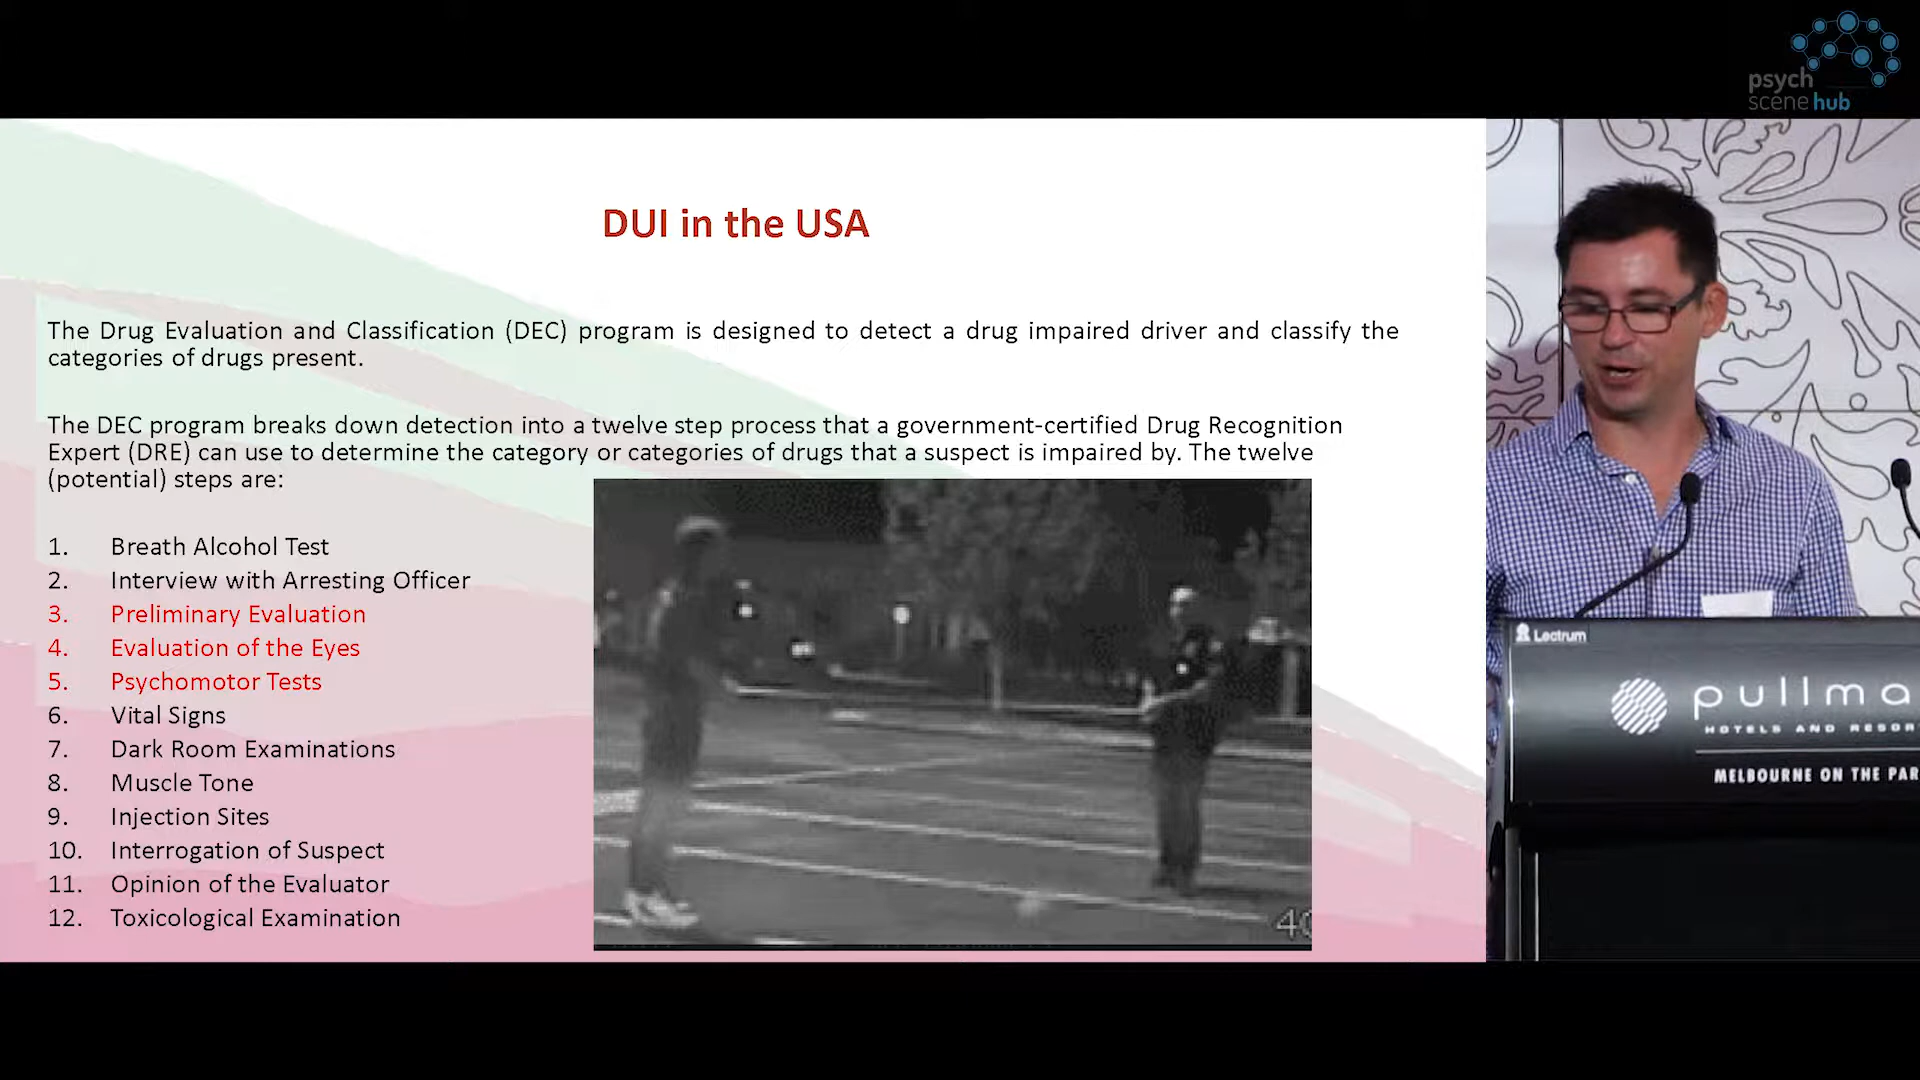 psych
scene hub
DUI in the USA
The Drug Evaluation and Classification (DEC) program is designed to detect a drug impaired driver and classify the
categories of drugs present.
The DEC program breaks down detection into a twelve step process that a government-certified Drug Recognition
Expert (DRE) can use to determine the category or categories of drugs that a suspect is impaired by. The twelve
(potential) steps are:
1. Breath Alcohol Test
2. Interview with Arresting Officer
3. Preliminary Evaluation
4. Evaluation of the Eyes
5. Psychomotor Tests
6. Vital Signs
7. Dark Room Examinations
8. Muscle Tone
9. Injection Sites
10. Interrogation of Suspect
11. Opinion of the Evaluator
12. Toxicological Examination
40
Lectrum
pullma
HOTELS AND RESOR
MELBOURNE ON THE PAR